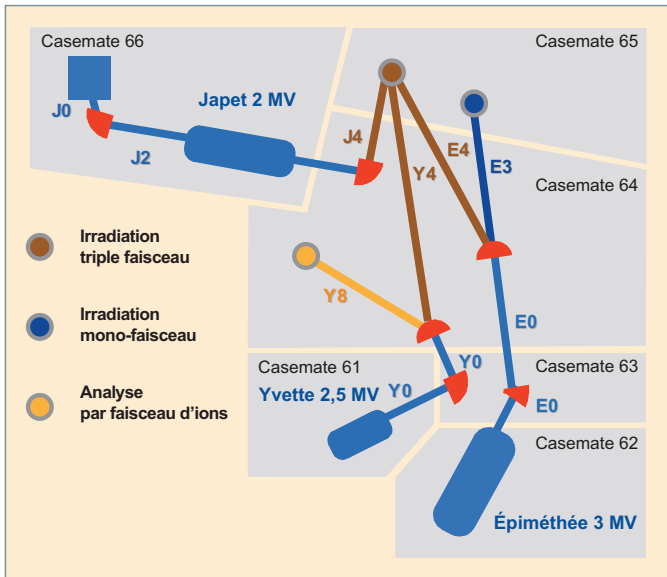 Casemate 66
Casemate 65
Japet 2 MV
J0
J2
J4
Y4
E4
E3
Casemate 64
Irradiation
triple faisceau
Y8
Irradiation
mono-faisceau
E0
Casemate 61
Y0
Casemate 63
Yvette 2,5 MV
Y0
E0
Analyse
par faisceau d'ions
Casemate 62
Épiméthée 3 MV